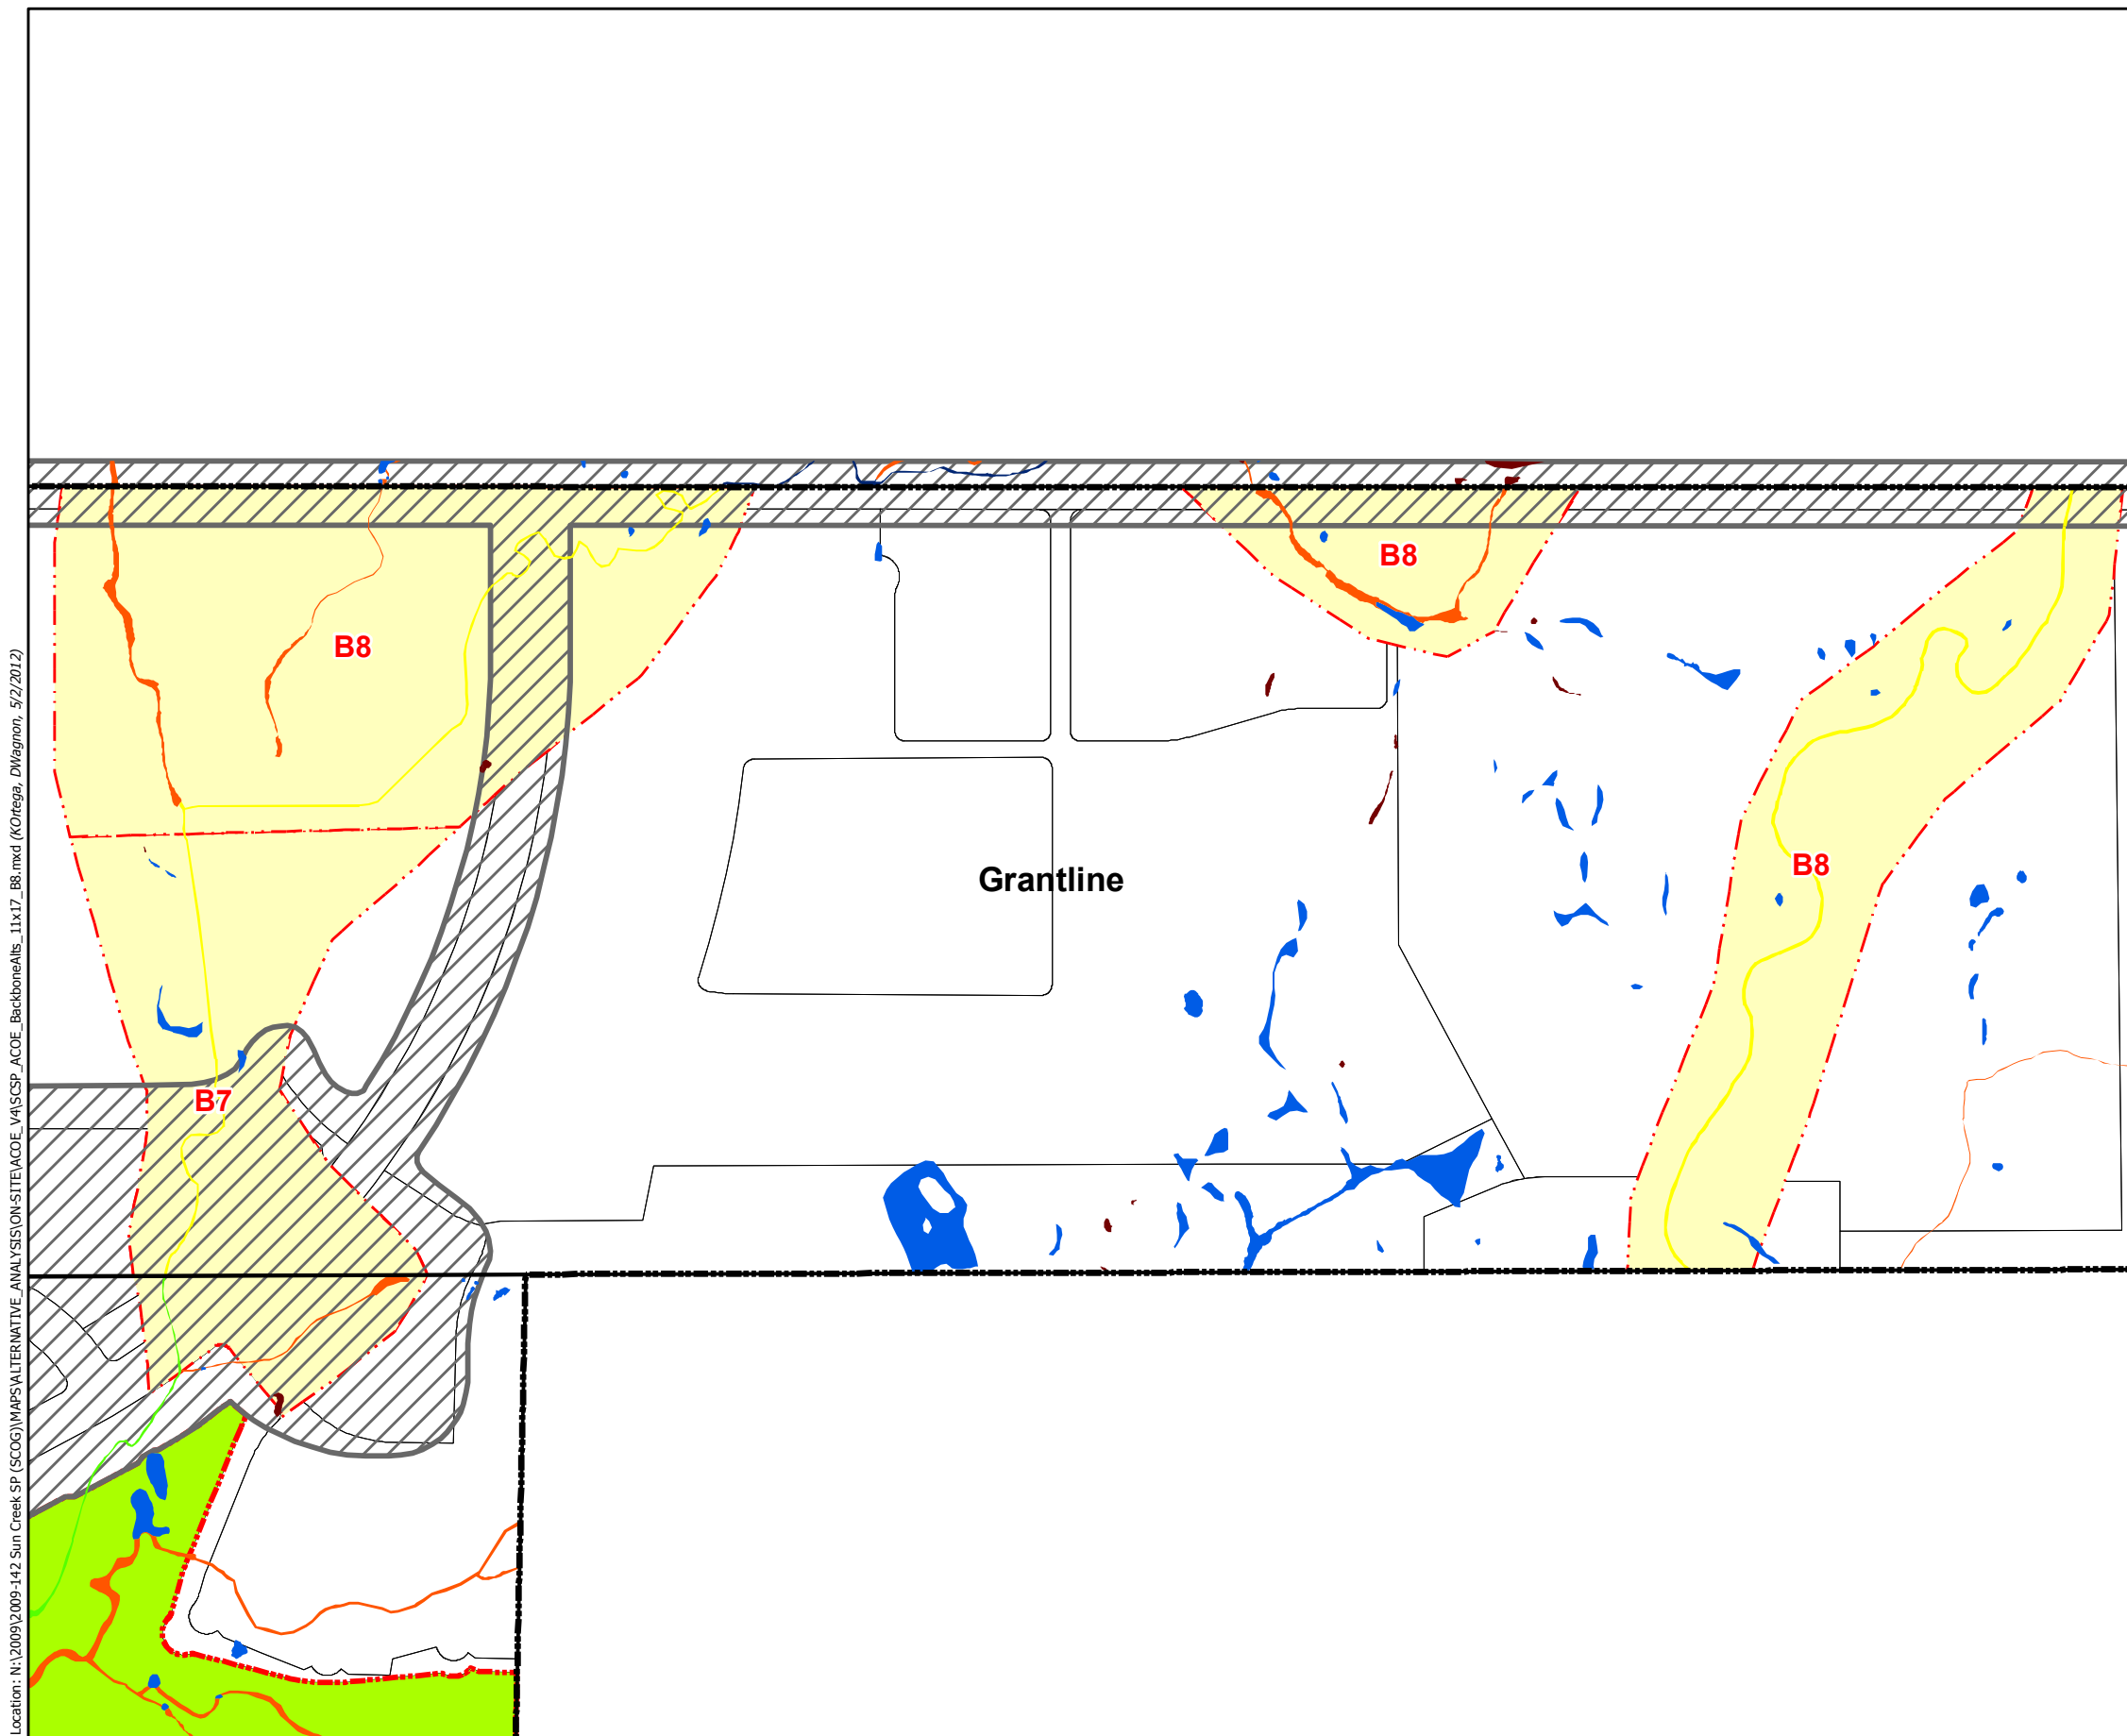 B8
B8
B8
Grantline
B7
Location: N:\2009\2009-142 Sun Creek SP (SCOG)\MAPS\ALTERNATIVE_ANALYSIS\ON-SITE\ACOE_V4\SCSP_ACOE_BackboneAlts_11x17_B8.mxd (KOrtega, DWagnon, 5/2/2012)